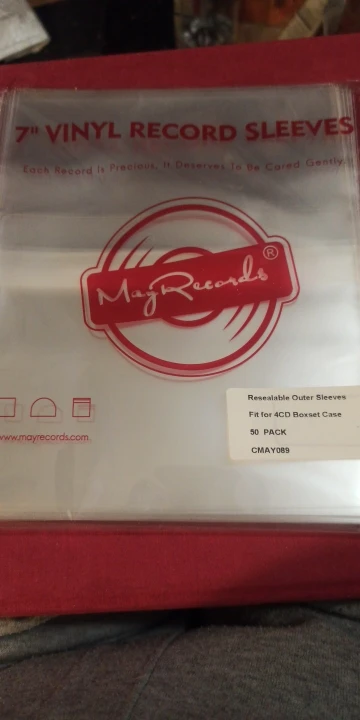 7" VINYL RECORD SLEEVES
Each Record Is Precious, It Deserves To Be Cared Gently.
MayRecords®
Resealable Outer Sleeves
Fit for 4CD Boxset Case
50 PACK
CMAY089
www.mayrecords.com